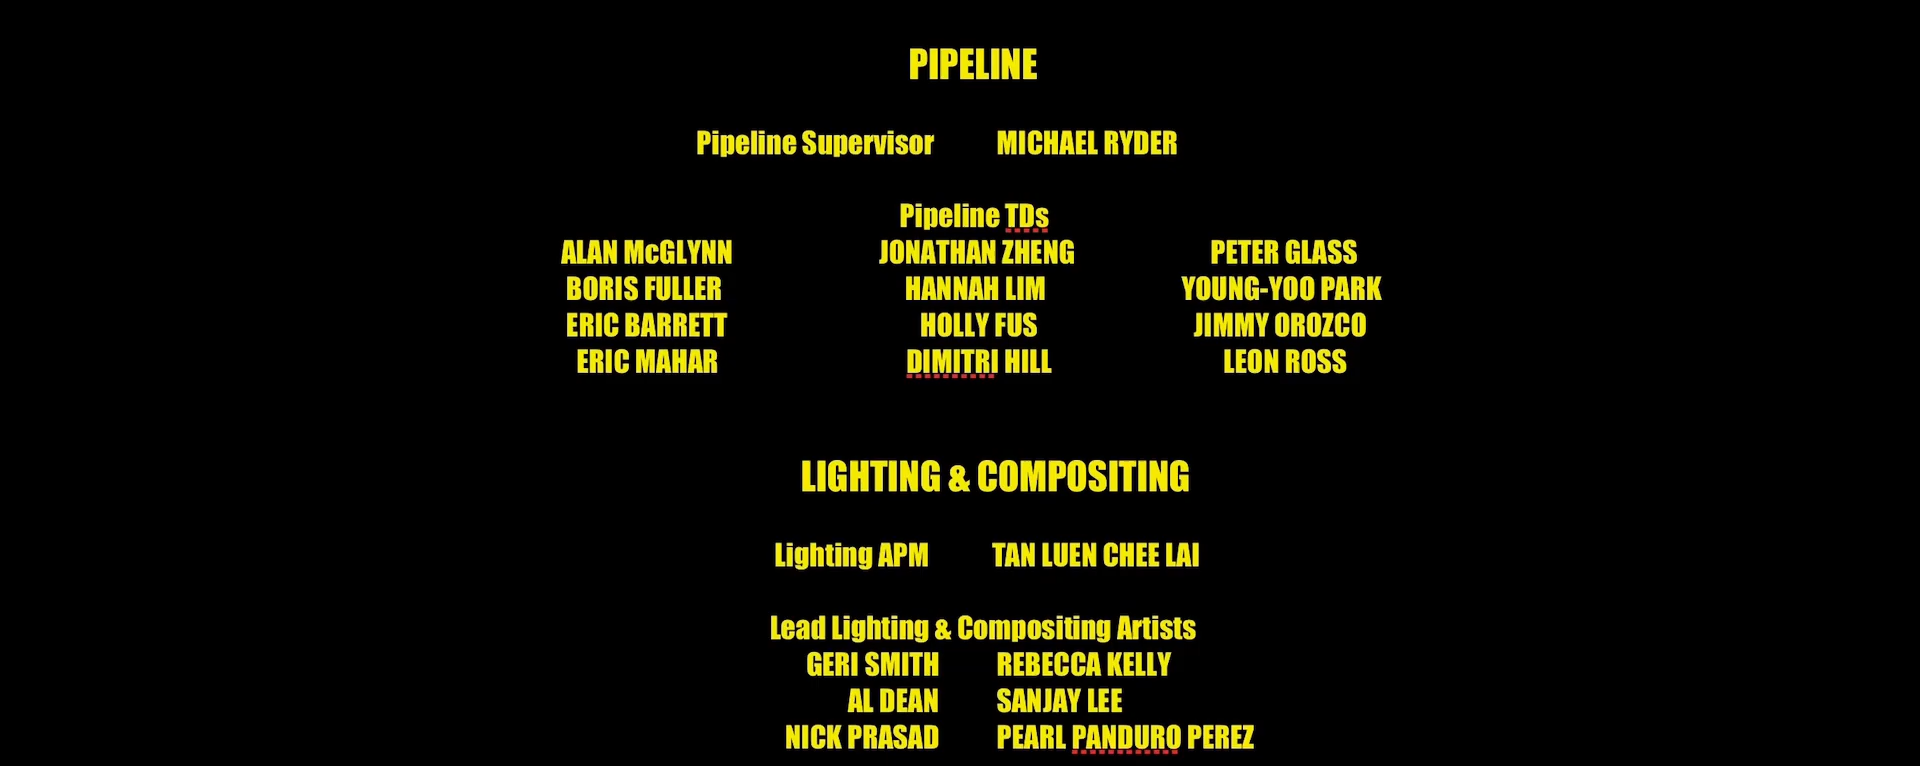 PIPELINE
Pipeline Supervisor MICHAEL RYDER
Pipeline TDs
ALAN McGLYNN JONATHAN ZHENG PETER GLASS
BORIS FULLER HANNAH LIM YOUNG-YOO PARK
ERIC BARRETT HOLLY FUS JIMMY OROZCO
ERIC MAHAR DIMITRI HILL LEON ROSS
LIGHTING & COMPOSITING
Lighting APM TAN LUEN CHEE LAI
Lead Lighting & Compositing Artists
GERI SMITH REBECCA KELLY
AL DEAN SANJAY LEE
NICK PRASAD PEARL PANDURO PEREZ